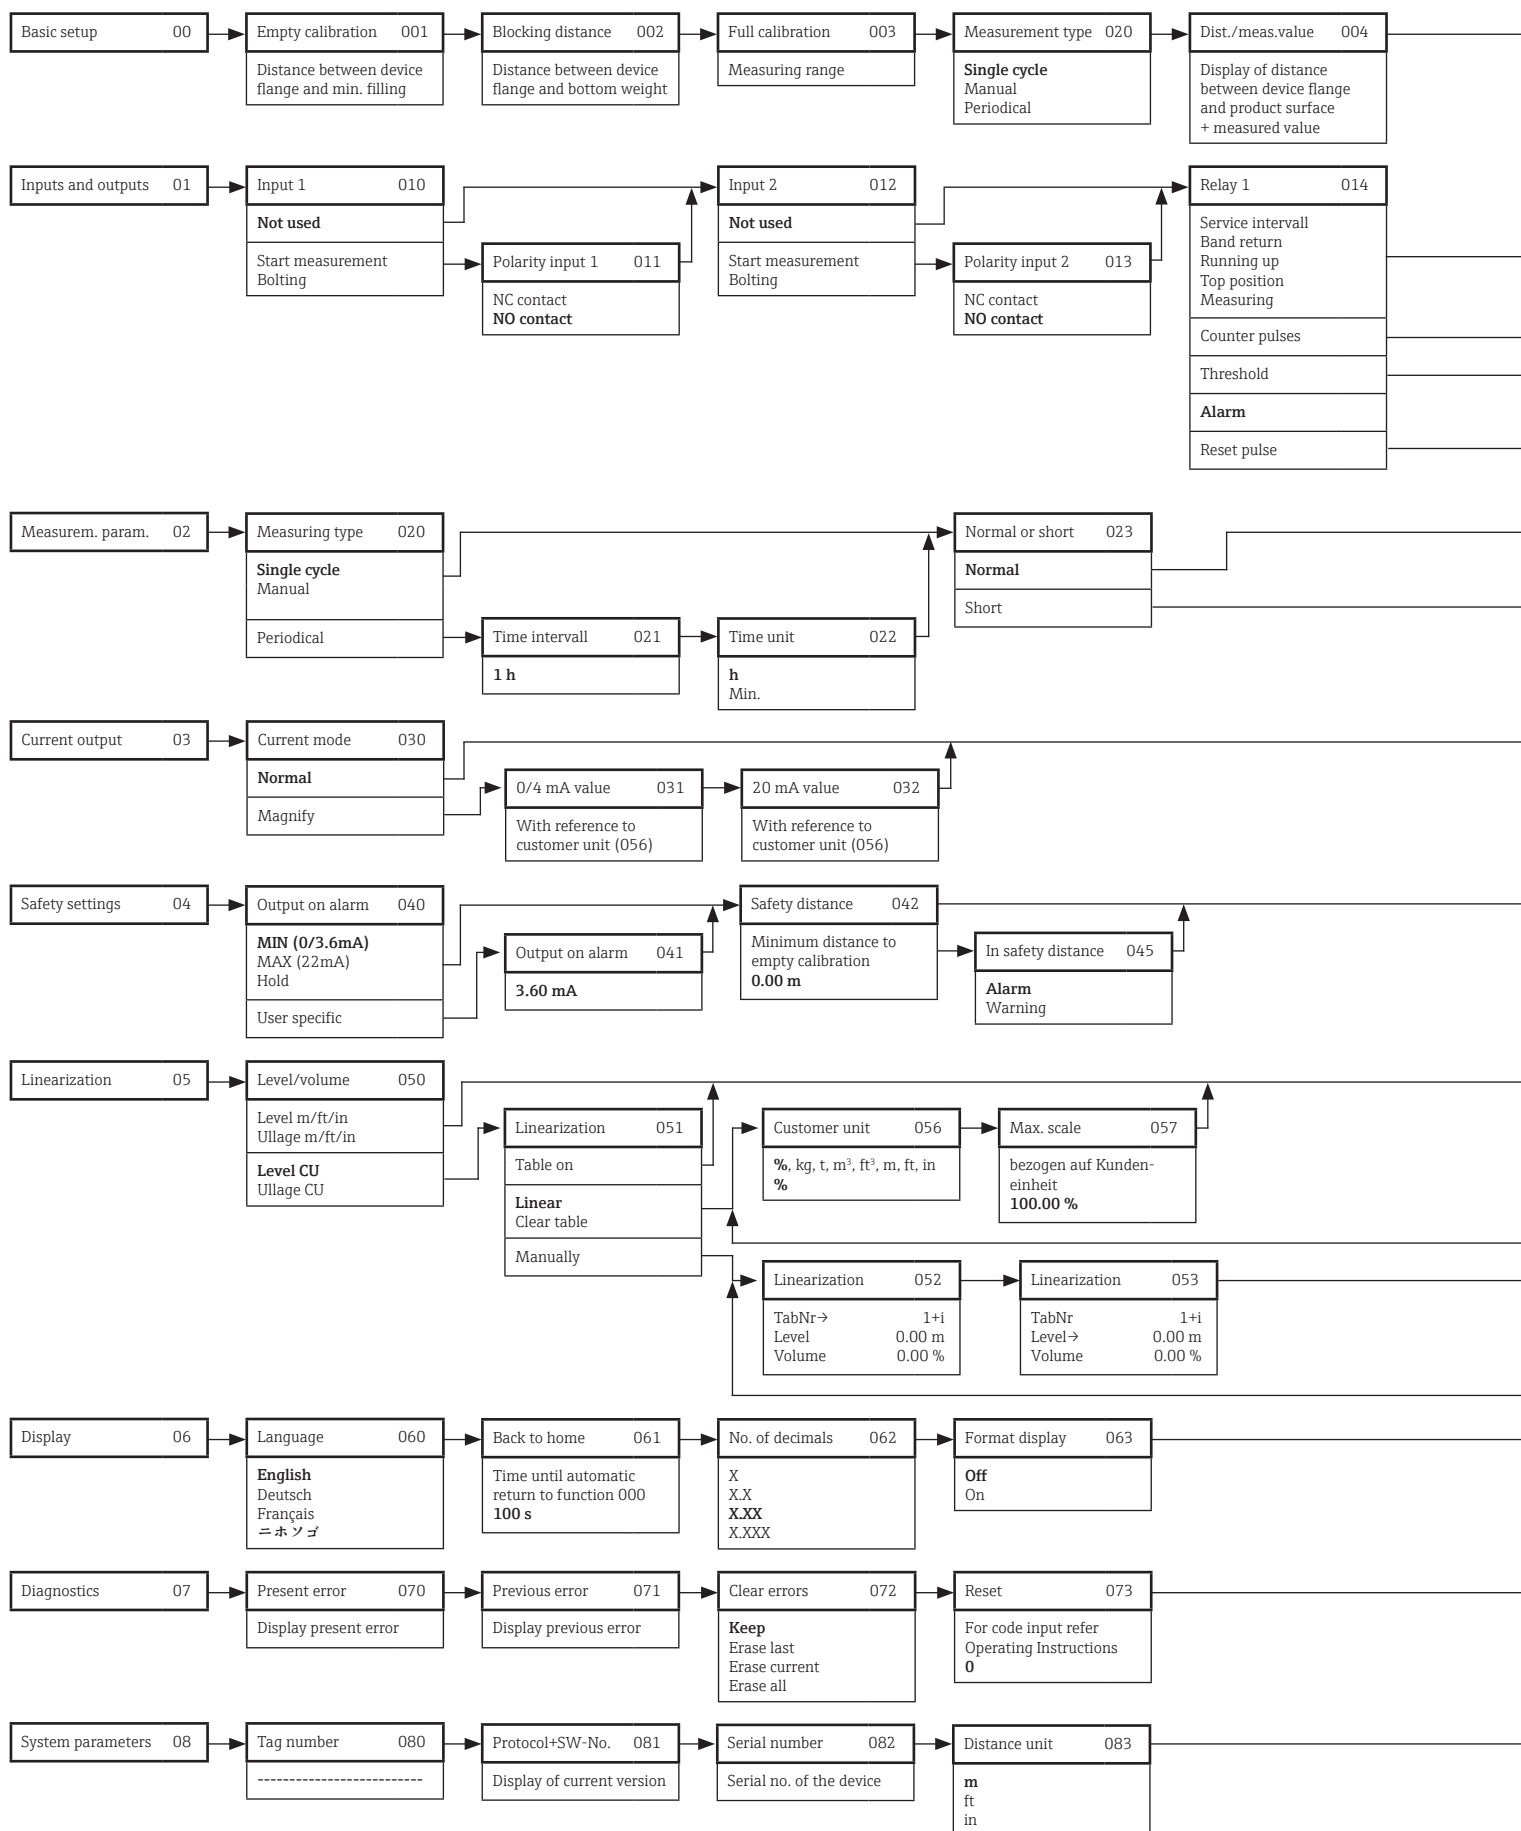 Basic setup 00
Empty calibration 001
Distance between device
flange and min. filling
Blocking distance 002
Distance between device
flange and bottom weight
Full calibration 003
Measuring range
Measurement type 020
Single cycle
Manual
Periodical
Dist./meas.value 004
Display of distance
between device flange
and product surface
+ measured value
Inputs and outputs 01
Input 1 010
Not used
Start measurement
Bolting
Polarity input 1 011
NC contact
NO contact
Input 2 012
Not used
Start measurement
Bolting
Polarity input 2 013
NC contact
NO contact
Relay 1 014
Service intervall
Band return
Running up
Top position
Measuring
Counter pulses
Threshold
Alarm
Reset pulse
Measurem. param. 02
Measuring type 020
Single cycle
Manual
Periodical
Time intervall 021
1 h
Time unit 022
h
Min.
Normal or short 023
Normal
Short
Current output 03
Current mode 030
Normal
Magnify
0/4 mA value 031
With reference to
customer unit (056)
20 mA value 032
With reference to
customer unit (056)
Safety settings 04
Output on alarm 040
MIN (0/3.6mA)
MAX (22mA)
Hold
User specific
Output on alarm 041
3.60 mA
Safety distance 042
Minimum distance to
empty calibration
0.00 m
In safety distance 045
Alarm
Warning
Linearization 05
Level/volume 050
Level m/ft/in
Ullage m/ft/in
Level CU
Ullage CU
Linearization 051
Table on
Linear
Clear table
Manually
Customer unit 056
%, kg, t, m³, ft³, m, ft, in
%
Max. scale 057
bezogen auf Kunden-
einheit
100.00 %
Linearization 052
TabNr→ 1+i
Level 0.00 m
Volume 0.00 %
Linearization 053
TabNr 1+i
Level→ 0.00 m
Volume 0.00 %
Display 06
Language 060
English
Deutsch
Français
ニホソゴ
Back to home 061
Time until automatic
return to function 000
100 s
No. of decimals 062
X
X.X
X.XX
X.XXX
Format display 063
Off
On
Diagnostics 07
Present error 070
Display present error
Previous error 071
Display previous error
Clear errors 072
Keep
Erase last
Erase current
Erase all
Reset 073
For code input refer
Operating Instructions
0
System parameters 08
Tag number 080
--------------------------
Protocol+SW-No. 081
Display of current version
Serial number 082
Serial no. of the device
Distance unit 083
m
ft
in